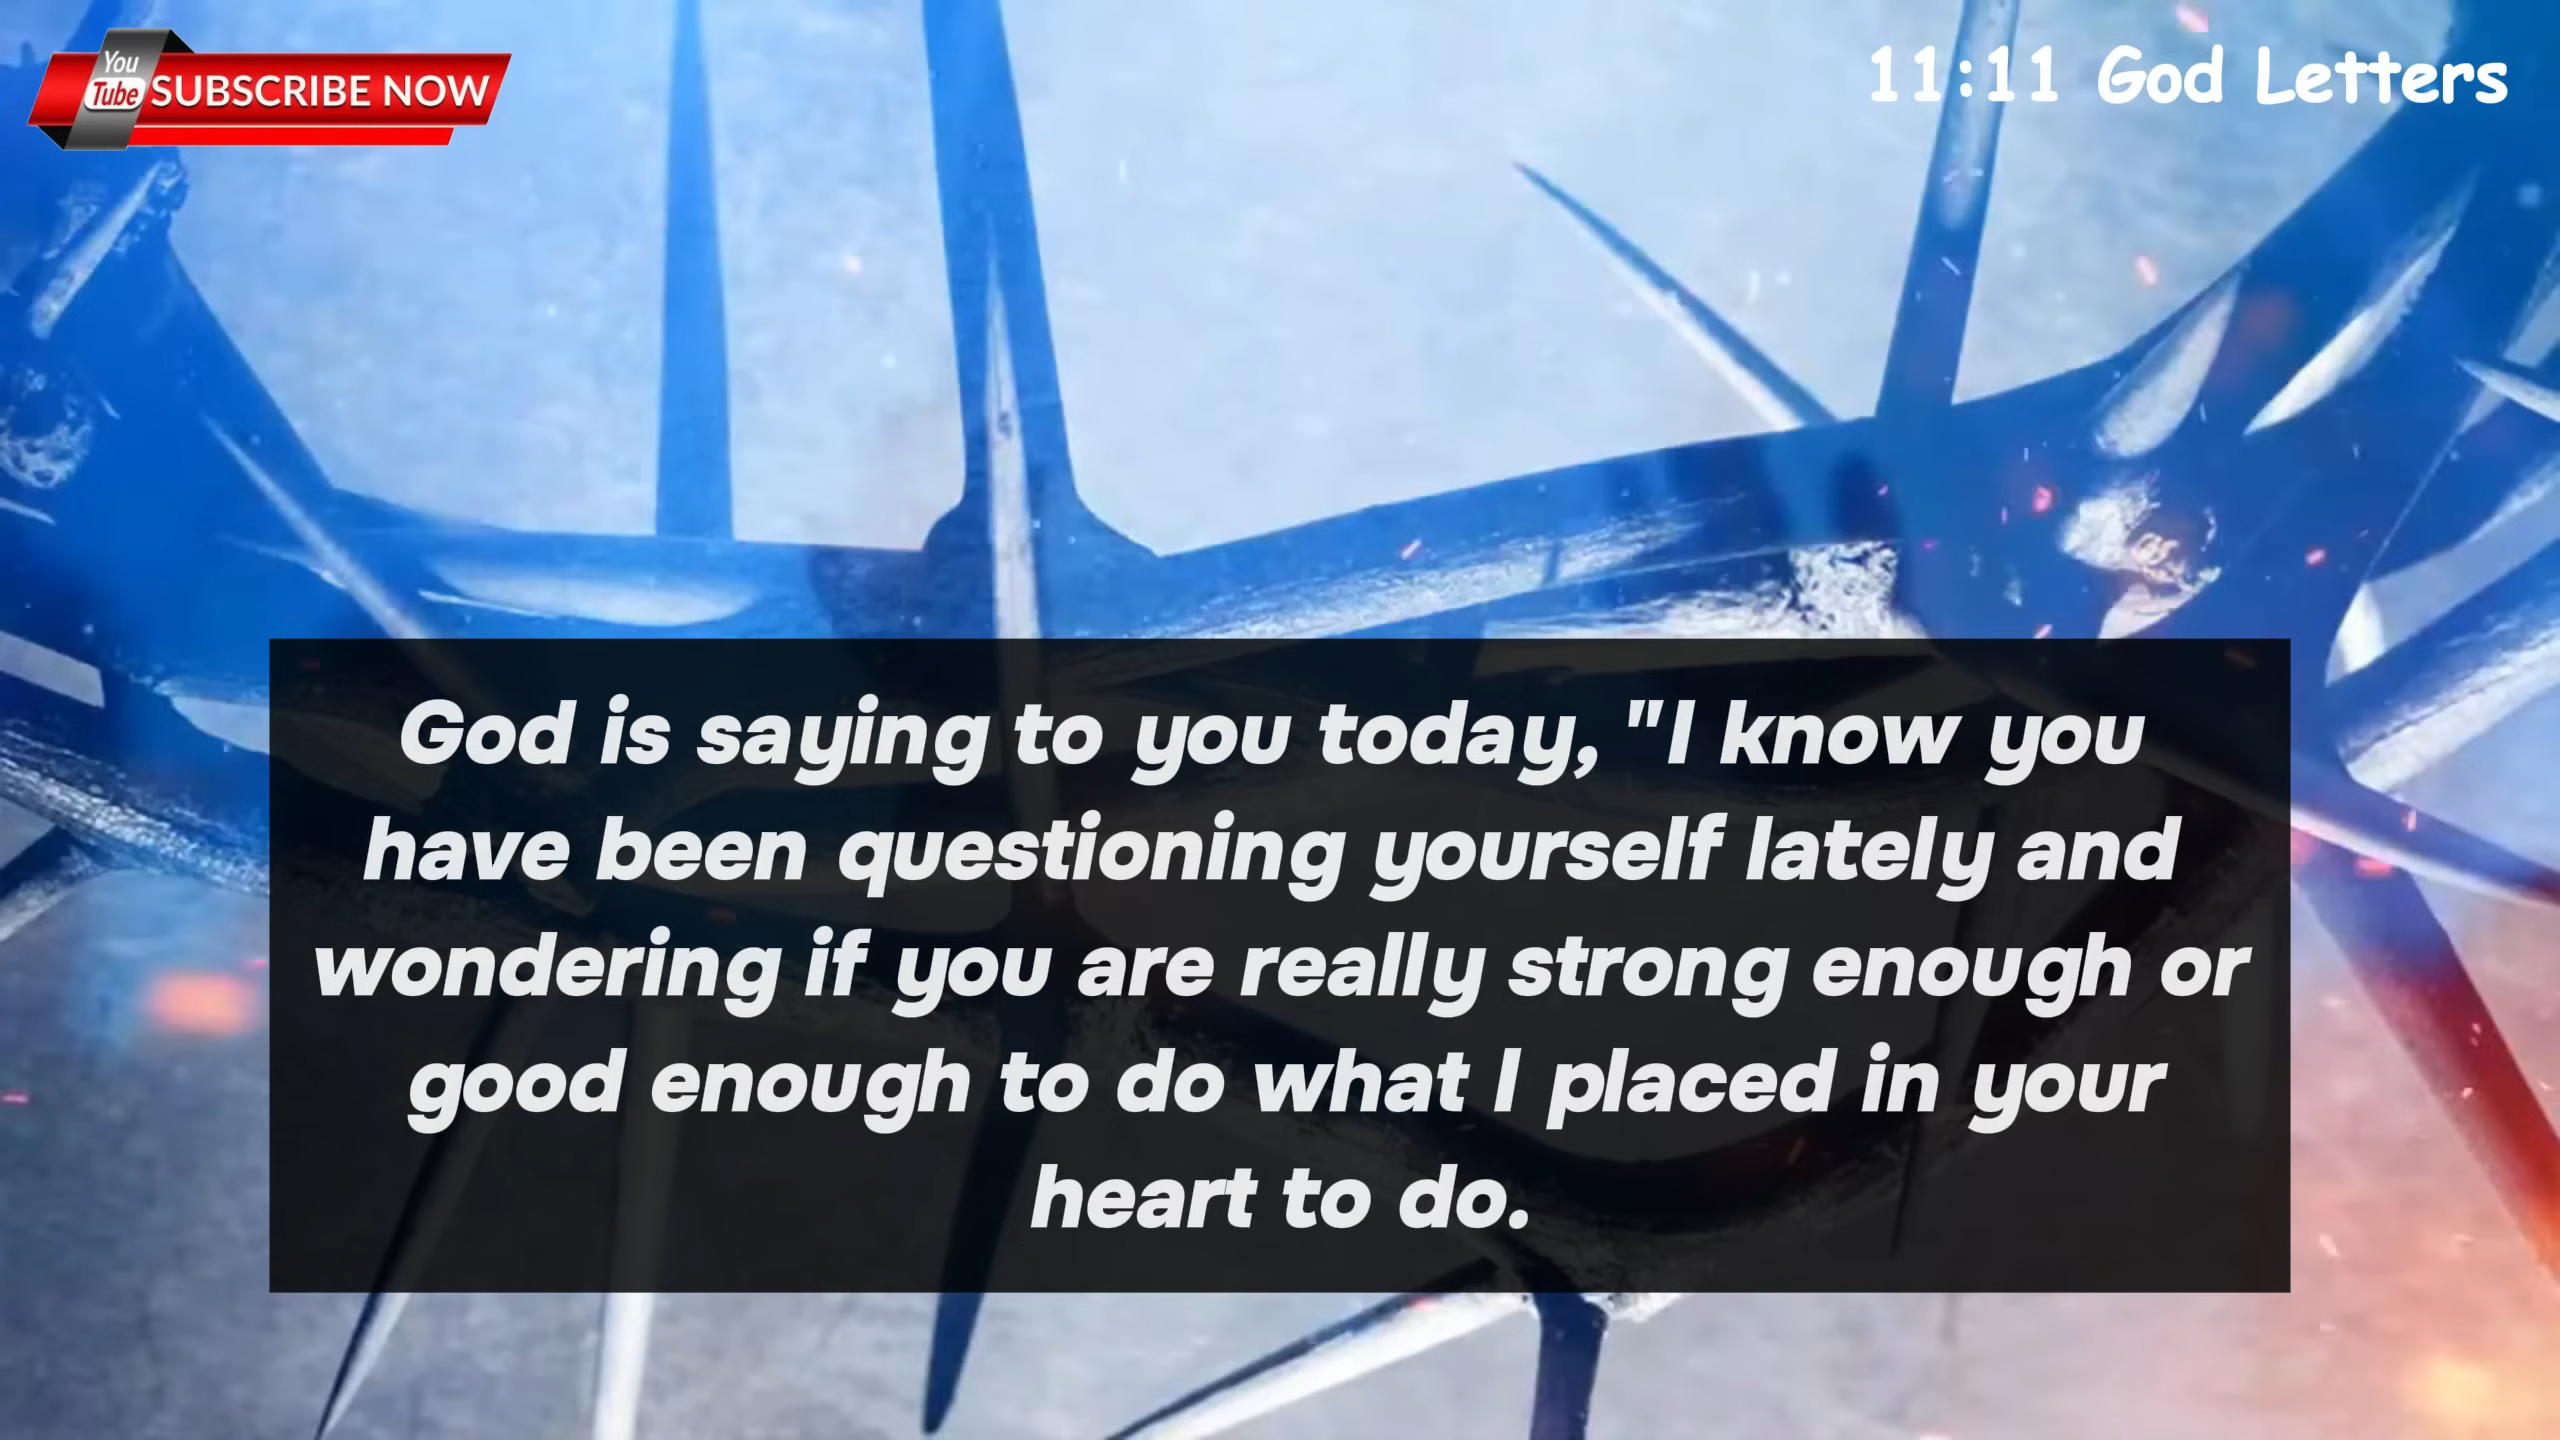 You
Tube
SUBSCRIBE NOW
11:11 God Letters
God is saying to you today, "I know you
have been questioning yourself lately and
wondering if you are really strong enough or
good enough to do what I placed in your
heart to do.